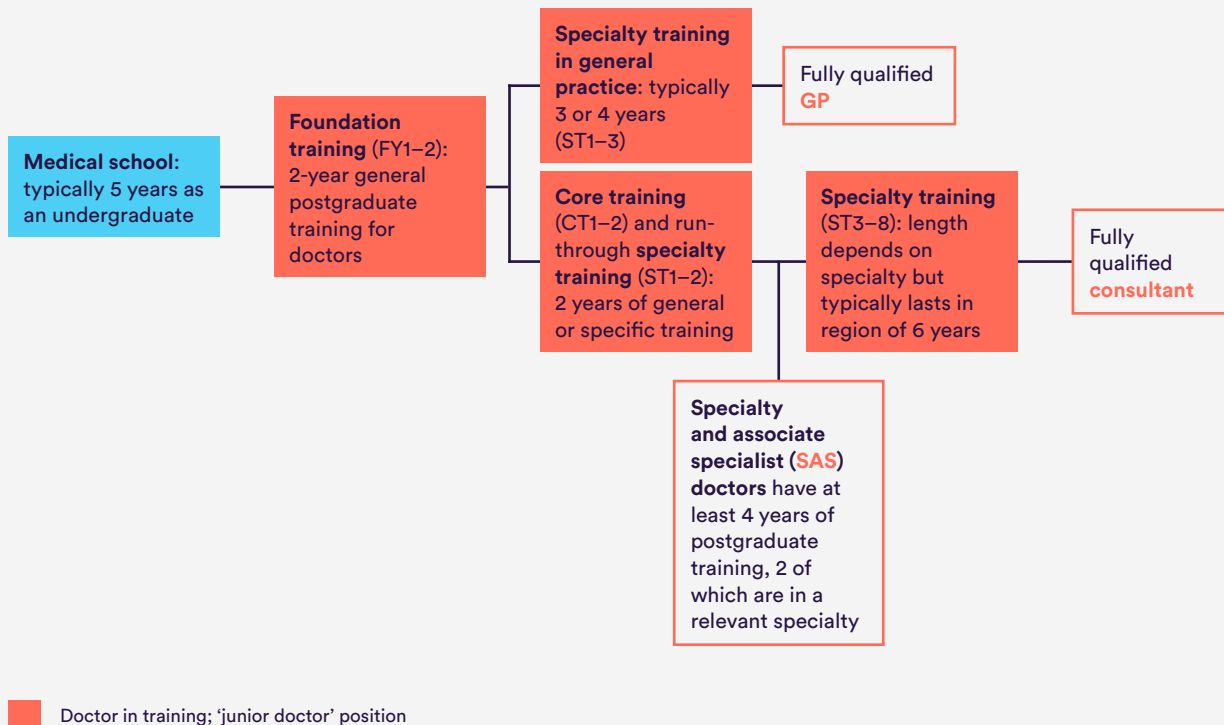 Medical school:
typically 5 years as
an undergraduate
Foundation
training (FY1–2):
2-year general
postgraduate
training for
doctors
Specialty training
in general
practice: typically
3 or 4 years
(ST1–3)
Fully qualified
GP
Core training
(CT1–2) and run-
through specialty
training (ST1–2):
2 years of general
or specific training
Specialty training
(ST3–8): length
depends on
specialty but
typically lasts in
region of 6 years
Fully
qualified
consultant
Specialty
and associate
specialist (SAS)
doctors have at
least 4 years of
postgraduate
training, 2 of
which are in a
relevant specialty
Doctor in training; ‘junior doctor’ position